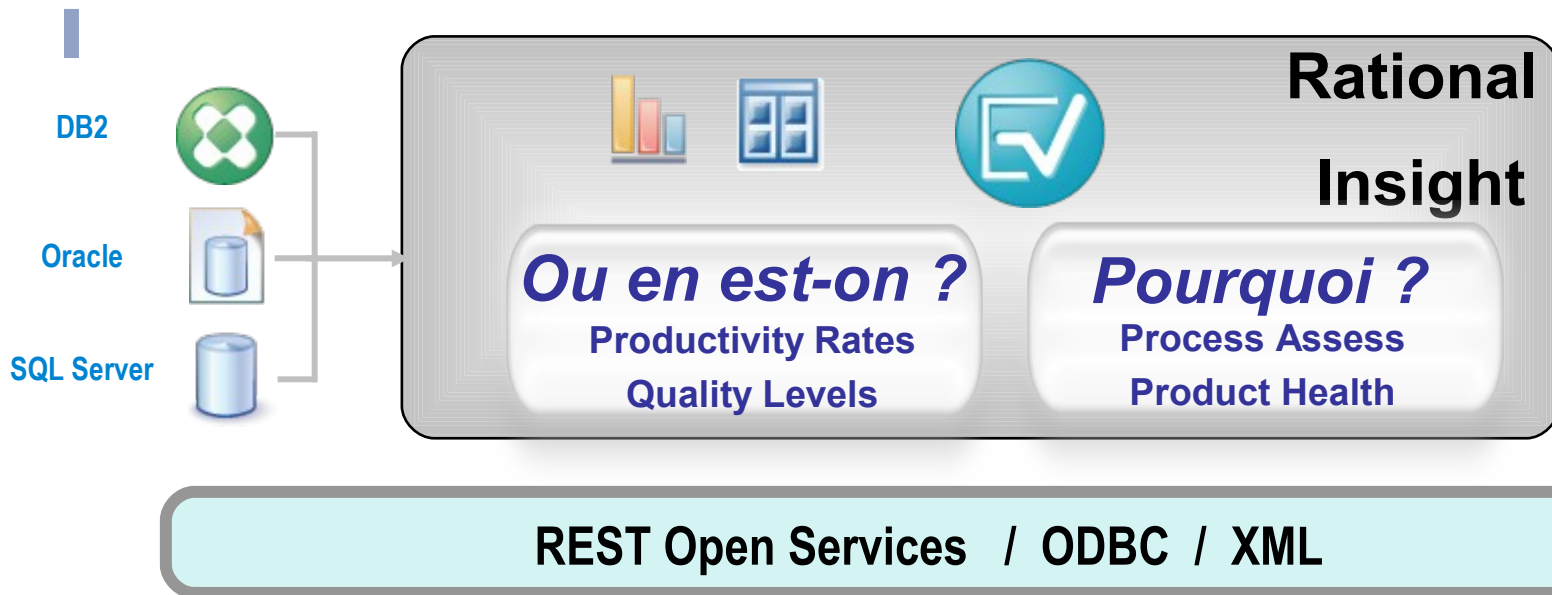 Rational
Insight
DB2
Oracle
SQL Server
Ou en est-on ?
Productivity Rates
Quality Levels
Pourquoi ?
Process Assess
Product Health
REST Open Services / ODBC / XML